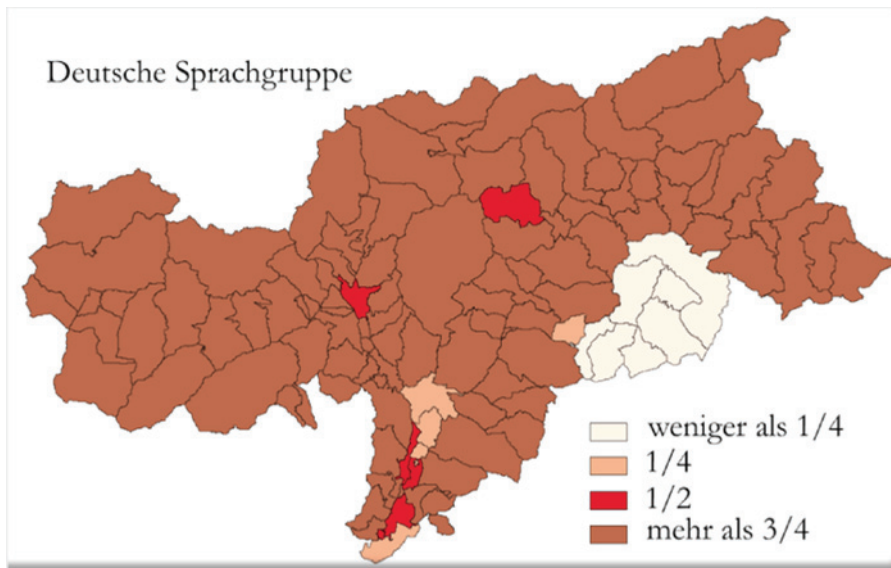 Deutsche Sprachgruppe
weniger als 1/4
1/4
1/2
mehr als 3/4